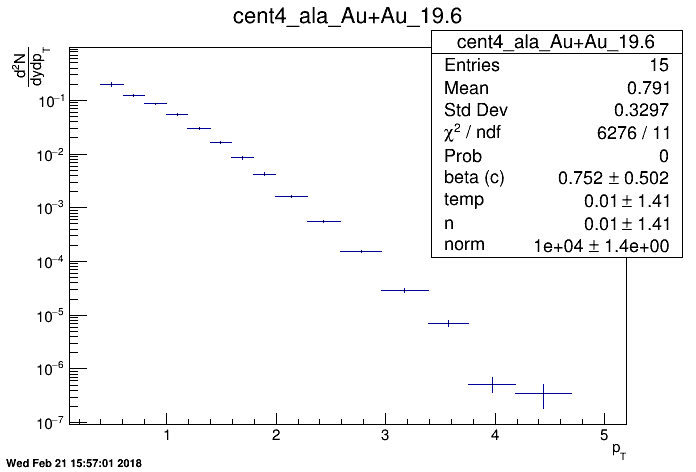 cent4_ala_Au+Au_19.6
d²N
dydp_T
cent4_ala_Au+Au_19.6
Entries 15
Mean 0.791
Std Dev 0.3297
χ² / ndf 6276 / 11
Prob 0
beta (c) 0.752 ± 0.502
temp 0.01 ± 1.41
n 0.01 ± 1.41
norm 1e+04 ± 1.4e+00
10⁻¹
10⁻²
10⁻³
10⁻⁴
10⁻⁵
10⁻⁶
10⁻⁷
1 2 3 4 5
p_T
Wed Feb 21 15:57:01 2018